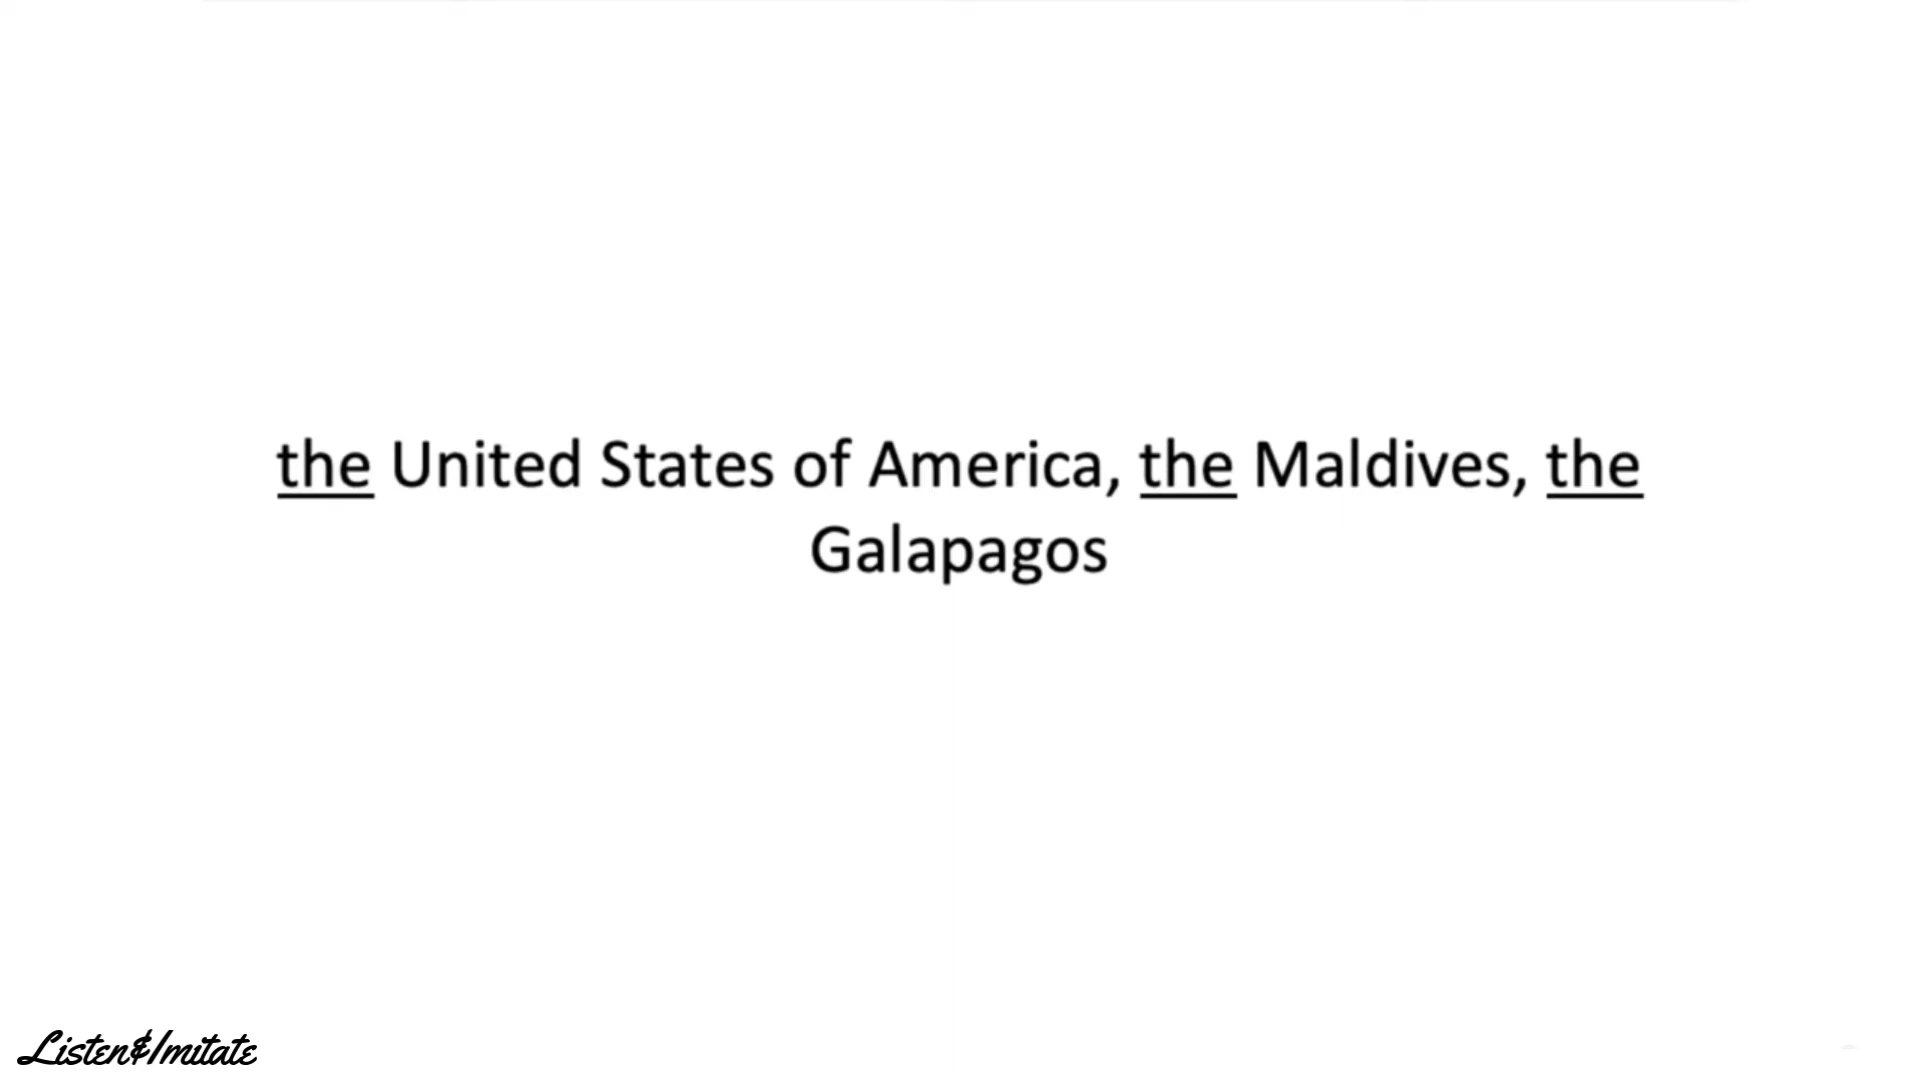 the United States of America, the Maldives, the
Galapagos
Listen&Imitate